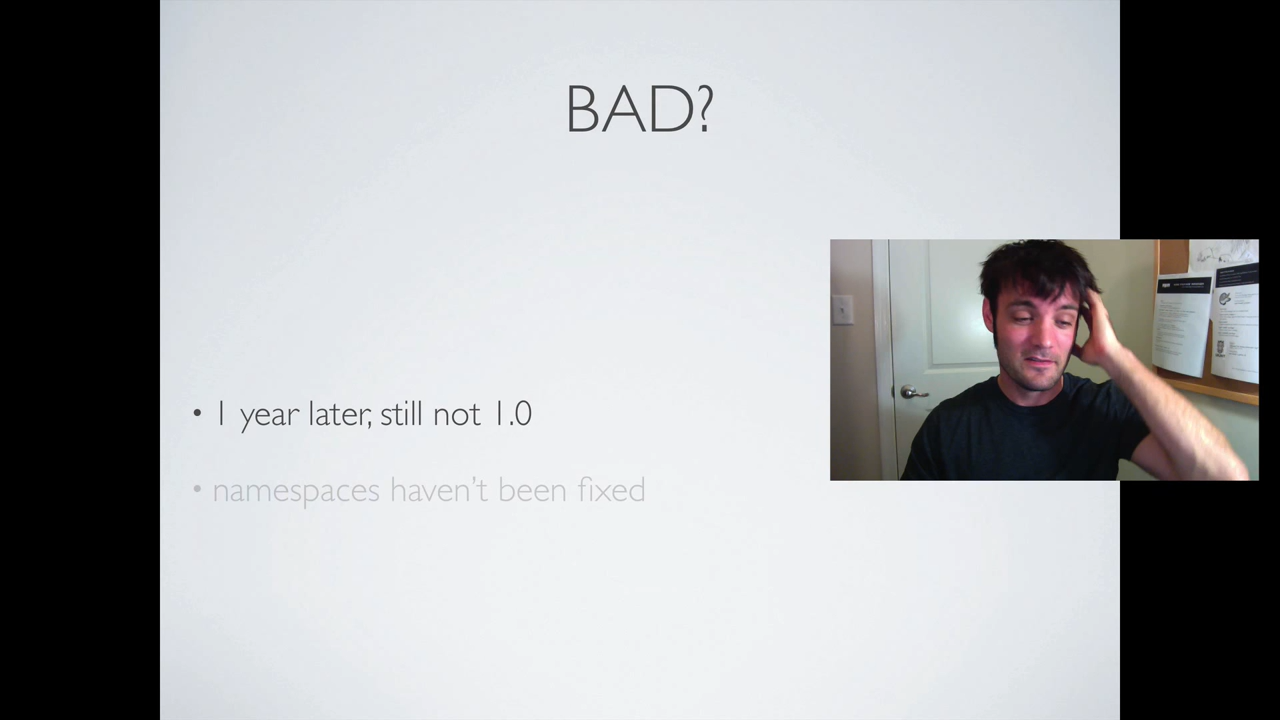 BAD?
• 1 year later, still not 1.0
• namespaces haven't been fixed